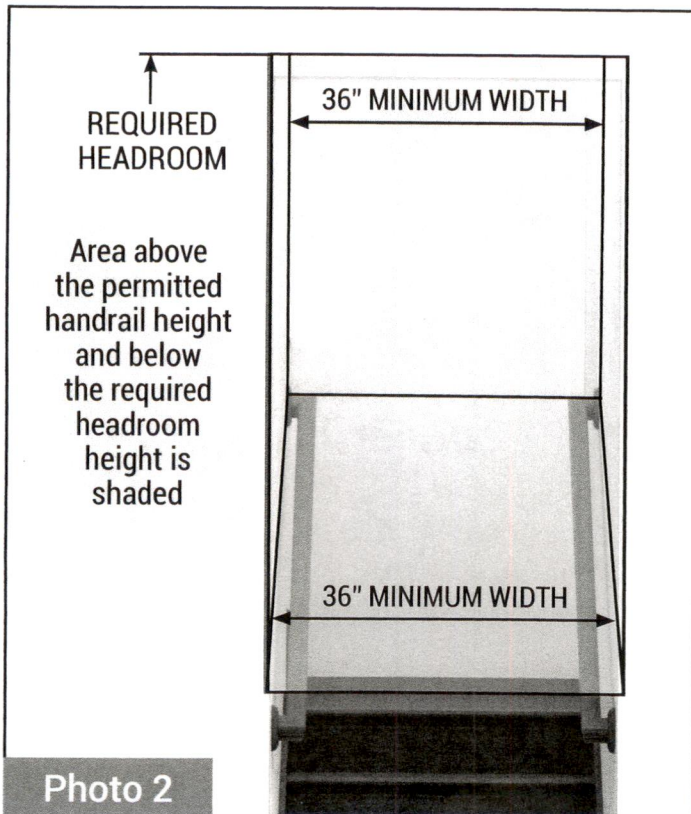 36" MINIMUM WIDTH
REQUIRED
HEADROOM
Area above
the permitted
handrail height
and below
the required
headroom
height is
shaded
36" MINIMUM WIDTH
Photo 2